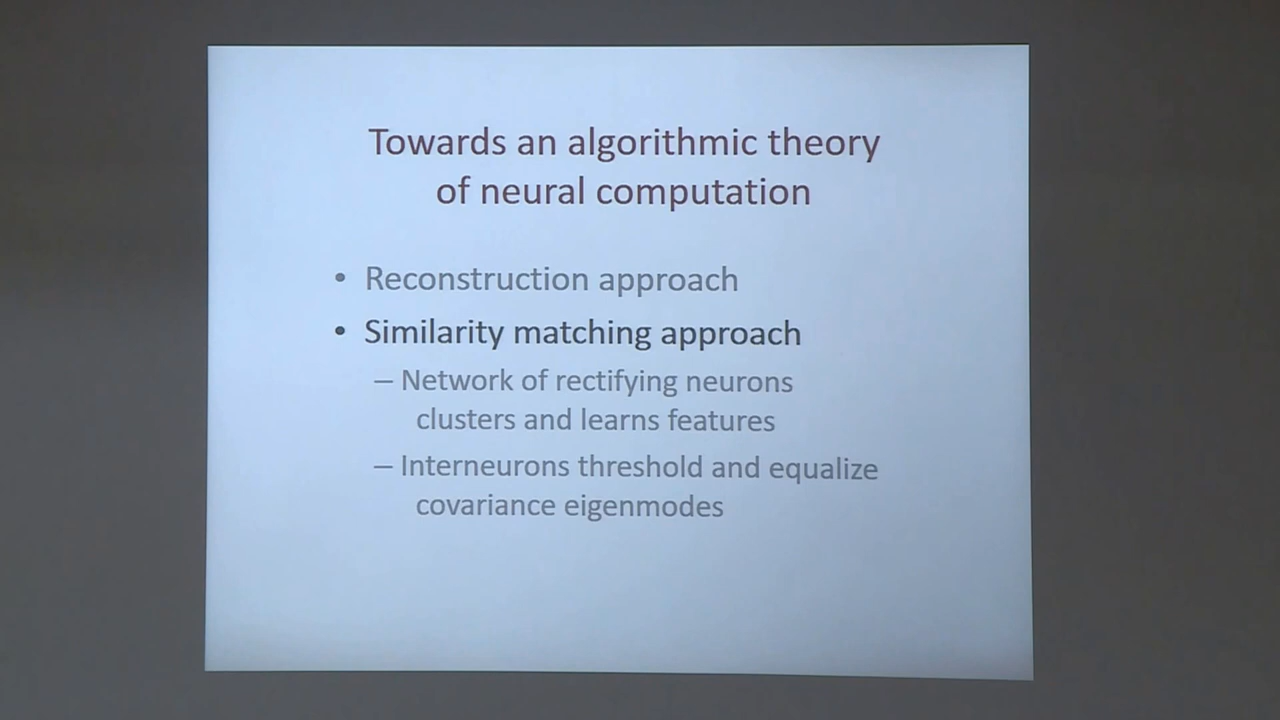 Towards an algorithmic theory
of neural computation
• Reconstruction approach
• Similarity matching approach
– Network of rectifying neurons
clusters and learns features
– Interneurons threshold and equalize
covariance eigenmodes